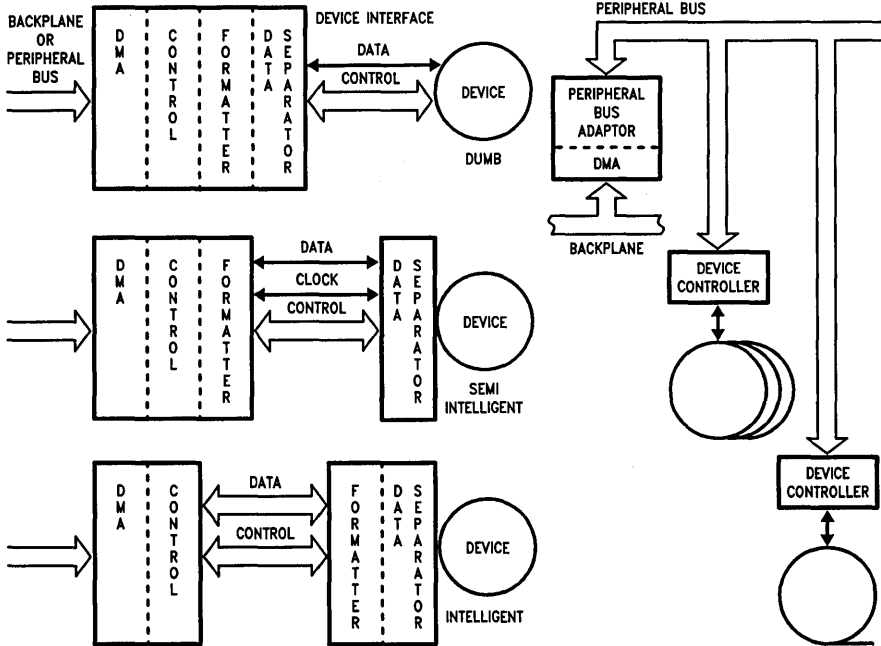 BACKPLANE
OR
PERIPHERAL
BUS
DMA
CONTROL
FORMATTER
DATA
SEPARATOR
DEVICE INTERFACE
DATA
CONTROL
DEVICE
DUMB
DMA
CONTROL
FORMATTER
DATA
CLOCK
CONTROL
DATA
SEPARATOR
DEVICE
SEMI
INTELLIGENT
DMA
CONTROL
DATA
CONTROL
FORMATTER
DATA
SEPARATOR
DEVICE
INTELLIGENT
PERIPHERAL BUS
PERIPHERAL
BUS
ADAPTOR
DMA
BACKPLANE
DEVICE
CONTROLLER
DEVICE
CONTROLLER